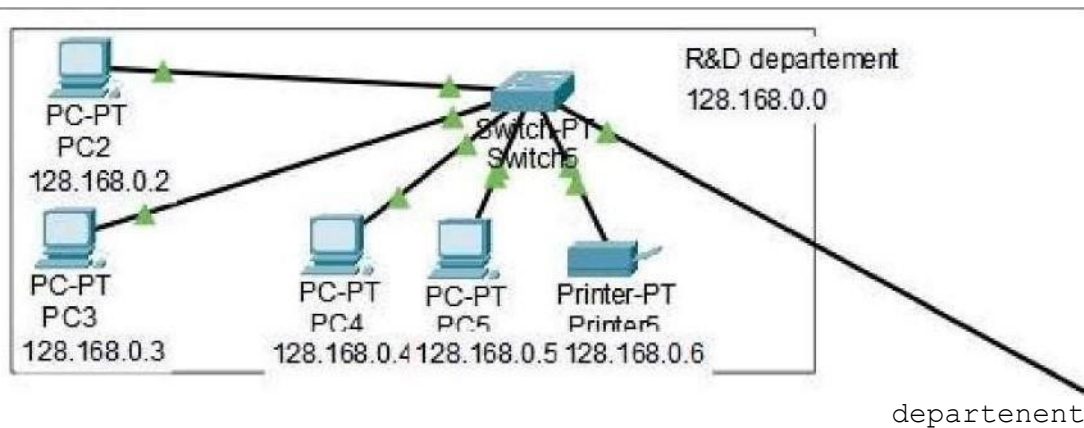 PC-PT
PC2
128.168.0.2
R&D departement
128.168.0.0
Switch-PT
Switch5
PC-PT
PC3
128.168.0.3
PC-PT
PC4
128.168.0.4
PC-PT
PC5
128.168.0.5
Printer-PT
Printer5
128.168.0.6
departenent